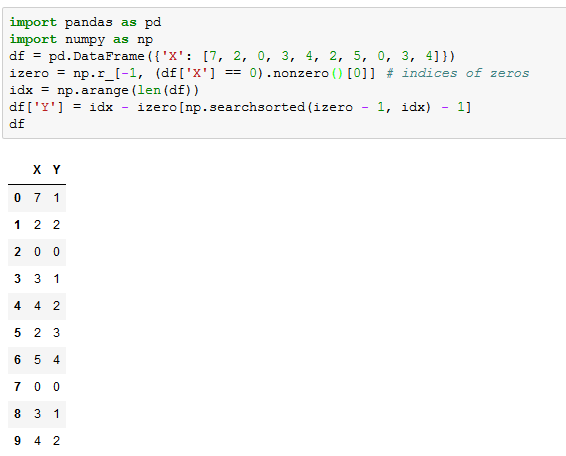 import pandas as pd
import numpy as np
df = pd.DataFrame({'X': [7, 2, 0, 3, 4, 2, 5, 0, 3, 4]})
izero = np.r_[-1, (df['X'] == 0).nonzero()[0]] # indices of zeros
idx = np.arange(len(df))
df['Y'] = idx - izero[np.searchsorted(izero - 1, idx) - 1]
df
X Y
0 7 1
1 2 2
2 0 0
3 3 1
4 4 2
5 2 3
6 5 4
7 0 0
8 3 1
9 4 2